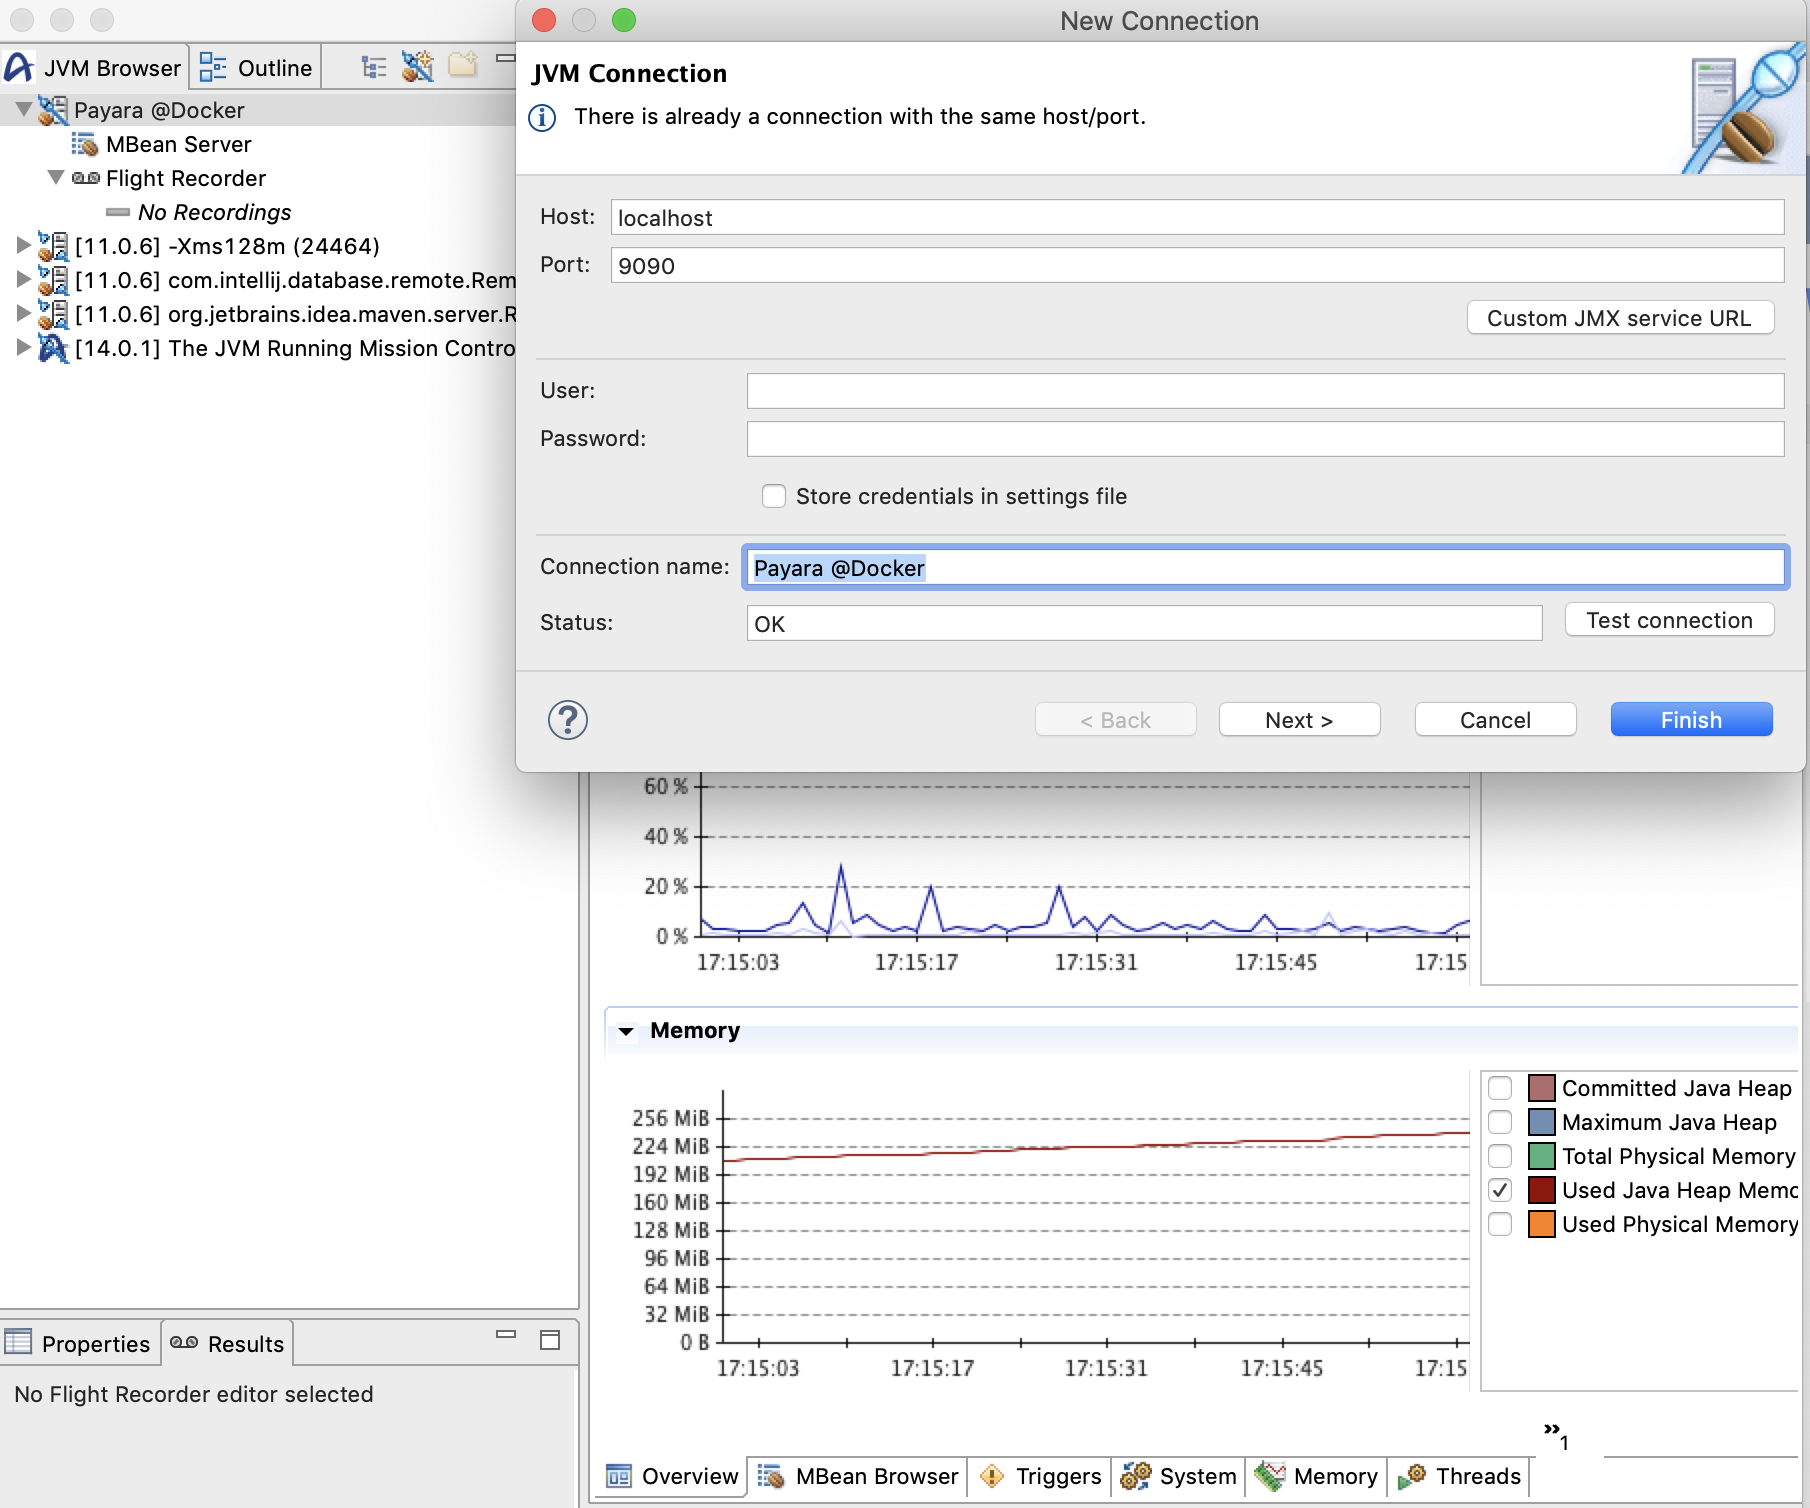 New Connection
JVM Browser
Outline
Payara @Docker
MBean Server
Flight Recorder
No Recordings
[11.0.6] -Xms128m (24464)
[11.0.6] com.intellij.database.remote.Rem
[11.0.6] org.jetbrains.idea.maven.server.R
[14.0.1] The JVM Running Mission Contro
JVM Connection
There is already a connection with the same host/port.
Host: localhost
Port: 9090
Custom JMX service URL
User:
Password:
Store credentials in settings file
Connection name: Payara @Docker
Status: OK
Test connection
?
< Back
Next >
Cancel
Finish
60 %
40 %
20 %
0 %
17:15:03 17:15:17 17:15:31 17:15:45 17:15
Memory
256 MiB
224 MiB
192 MiB
160 MiB
128 MiB
96 MiB
64 MiB
32 MiB
0 B
17:15:03 17:15:17 17:15:31 17:15:45 17:15
Committed Java Heap
Maximum Java Heap
Total Physical Memory
Used Java Heap Memo
Used Physical Memory
Properties
Results
No Flight Recorder editor selected
»1
Overview
MBean Browser
Triggers
System
Memory
Threads